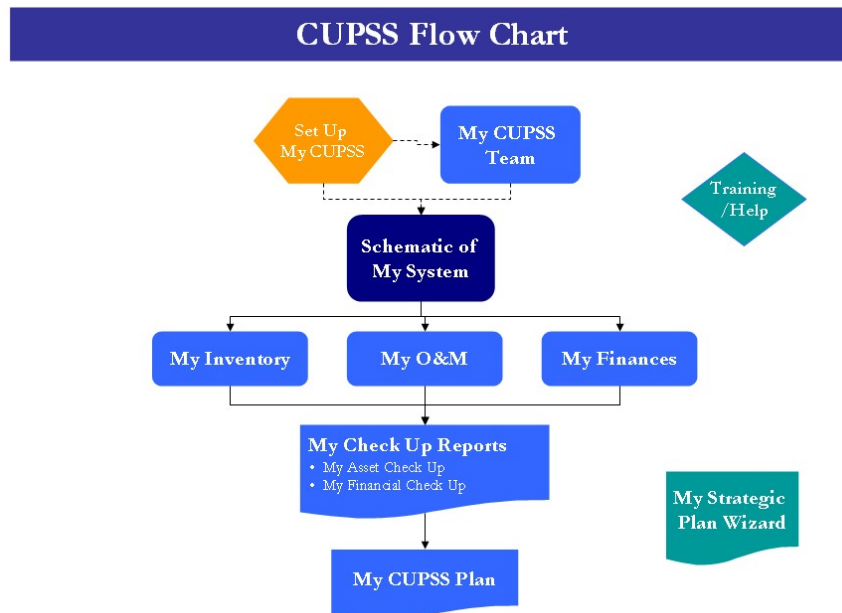 CUPSS Flow Chart
Set Up
My CUPSS
My CUPSS
Team
Training
/Help
Schematic of
My System
My Inventory
My O&M
My Finances
My Check Up Reports
• My Asset Check Up
• My Financial Check Up
My Strategic
Plan Wizard
My CUPSS Plan